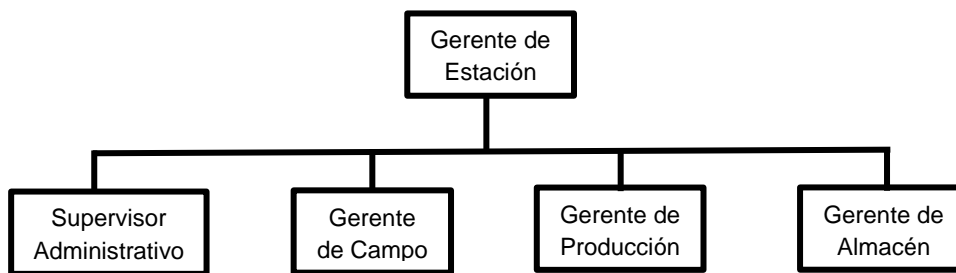 Gerente de
Estación
Supervisor
Administrativo
Gerente
de Campo
Gerente de
Producción
Gerente de
Almacén